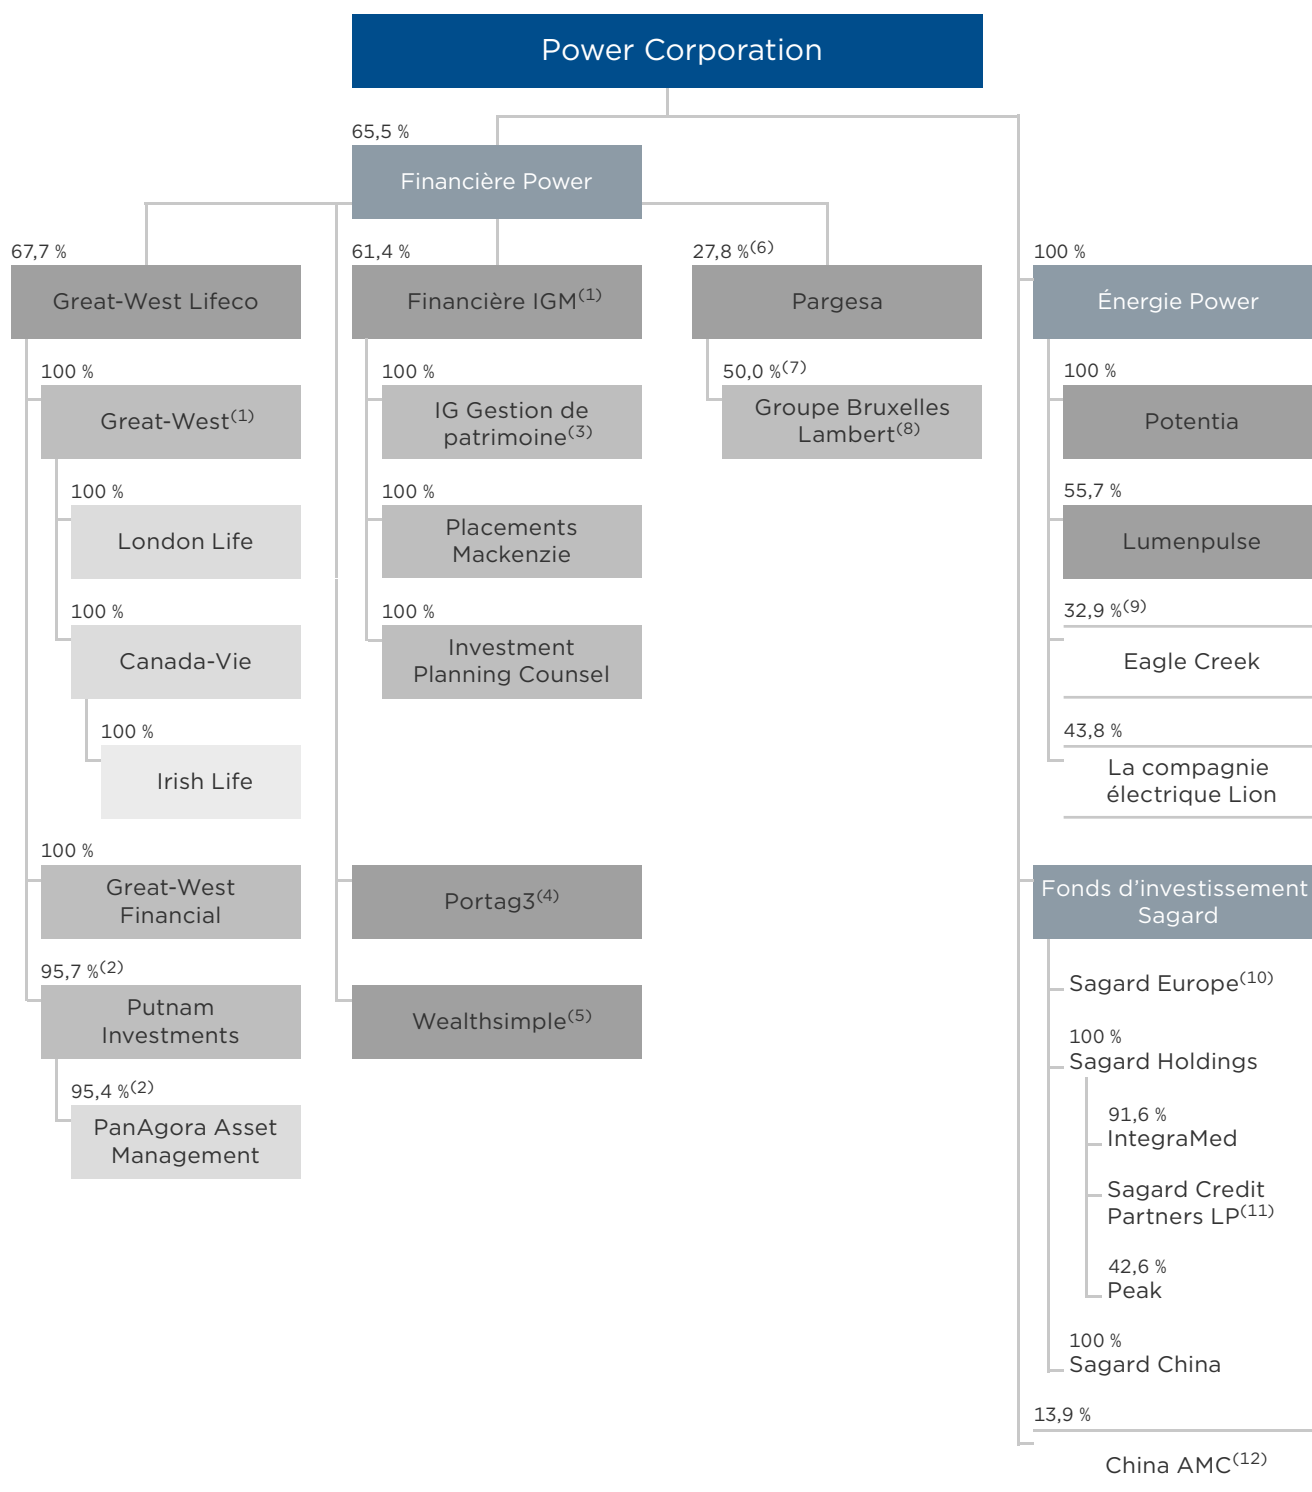 Power Corporation
65,5 %
Financière Power
67,7 %
Great-West Lifeco
100 %
Great-West(1)
100 %
London Life
100 %
Canada-Vie
100 %
Irish Life
100 %
Great-West
Financial
95,7 %(2)
Putnam
Investments
95,4 %(2)
PanAgora Asset
Management
61,4 %
Financière IGM(1)
100 %
IG Gestion de
patrimoine(3)
100 %
Placements
Mackenzie
100 %
Investment
Planning Counsel
Portag3(4)
Wealthsimple(5)
27,8 %(6)
Pargesa
50,0 %(7)
Groupe Bruxelles
Lambert(8)
100 %
Énergie Power
100 %
Potentia
55,7 %
Lumenpulse
32,9 %(9)
Eagle Creek
43,8 %
La compagnie
électrique Lion
Fonds d’investissement
Sagard
Sagard Europe(10)
100 %
Sagard Holdings
91,6 %
IntegraMed
Sagard Credit
Partners LP(11)
42,6 %
Peak
100 %
Sagard China
13,9 %
China AMC(12)